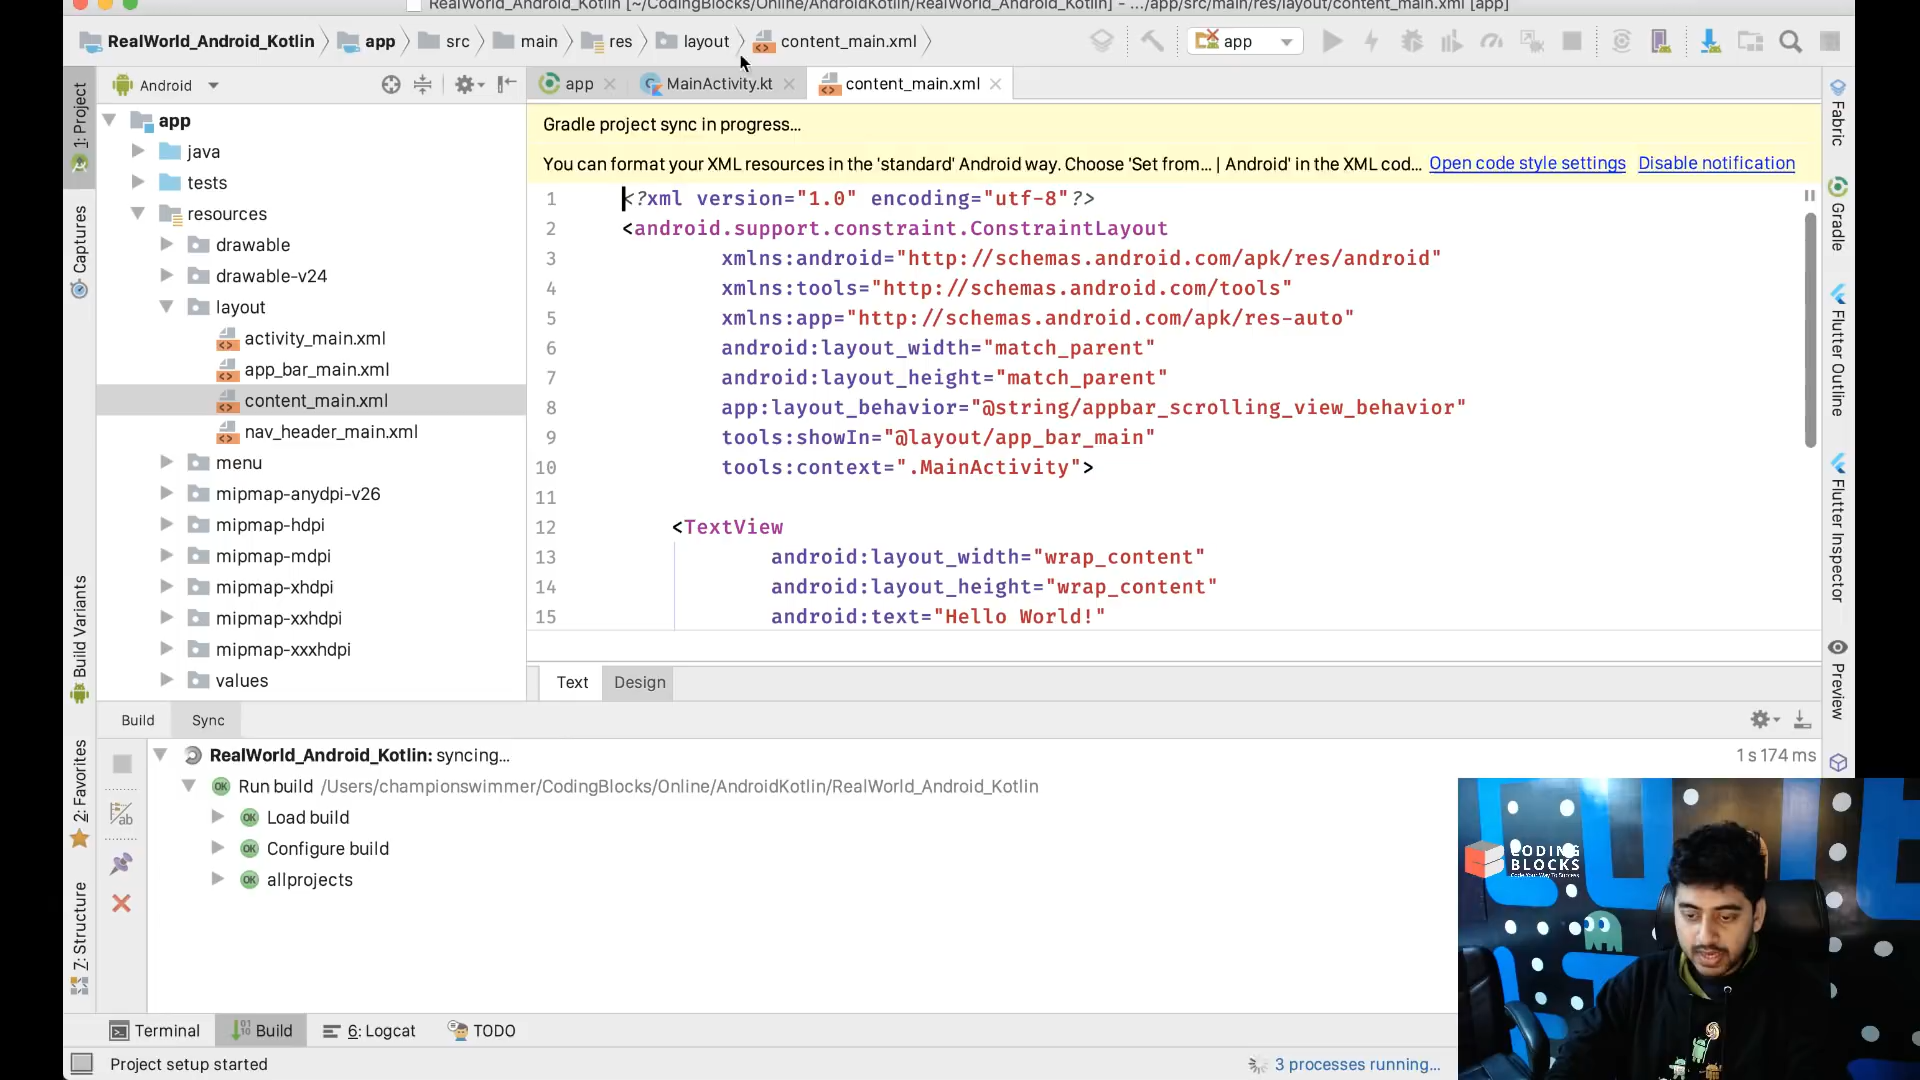 RealWorld_Android_Kotlin [~/CodingBlocks/Online/AndroidKotlin/RealWorld_Android_Kotlin] - .../app/src/main/res/layout/content_main.xml [app]
RealWorld_Android_Kotlin app src main res layout content_main.xml app
Android
app MainActivity.kt content_main.xml
Gradle project sync in progress...
You can format your XML resources in the 'standard' Android way. Choose 'Set from... | Android' in the XML cod... Open code style settings Disable notification
1: Project
Captures
Build Variants
2: Favorites
7: Structure
app
java
tests
resources
drawable
drawable-v24
layout
activity_main.xml
app_bar_main.xml
content_main.xml
nav_header_main.xml
menu
mipmap-anydpi-v26
mipmap-hdpi
mipmap-mdpi
mipmap-xhdpi
mipmap-xxhdpi
mipmap-xxxhdpi
values
1 <?xml version="1.0" encoding="utf-8"?>
2 <android.support.constraint.ConstraintLayout
3 xmlns:android="http://schemas.android.com/apk/res/android"
4 xmlns:tools="http://schemas.android.com/tools"
5 xmlns:app="http://schemas.android.com/apk/res-auto"
6 android:layout_width="match_parent"
7 android:layout_height="match_parent"
8 app:layout_behavior="@string/appbar_scrolling_view_behavior"
9 tools:showIn="@layout/app_bar_main"
10 tools:context=".MainActivity">
11
12 <TextView
13 android:layout_width="wrap_content"
14 android:layout_height="wrap_content"
15 android:text="Hello World!"
Text Design
Fabric
Gradle
Flutter Outline
Flutter Inspector
Preview
Build Sync
RealWorld_Android_Kotlin: syncing... 1 s 174 ms
OK Run build /Users/championswimmer/CodingBlocks/Online/AndroidKotlin/RealWorld_Android_Kotlin
OK Load build
OK Configure build
OK allprojects
CODING
BLOCKS
Code Your Way To Success
Terminal Build 6: Logcat TODO
Project setup started 3 processes running...